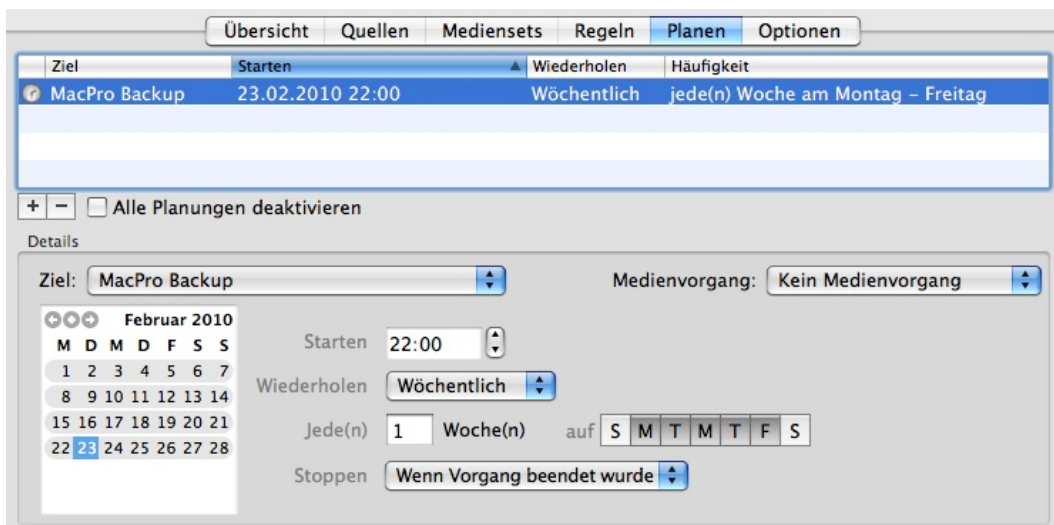 Übersicht Quellen Mediensets Regeln Planen Optionen
Ziel Starten Wiederholen Häufigkeit
MacPro Backup 23.02.2010 22:00 Wöchentlich jede(n) Woche am Montag – Freitag
+ − Alle Planungen deaktivieren
Details
Ziel: MacPro Backup Medienvorgang: Kein Medienvorgang
Februar 2010
M D M D F S S
1 2 3 4 5 6 7
8 9 10 11 12 13 14
15 16 17 18 19 20 21
22 23 24 25 26 27 28
Starten 22:00
Wiederholen Wöchentlich
Jede(n) 1 Woche(n) auf S M T M T F S
Stoppen Wenn Vorgang beendet wurde